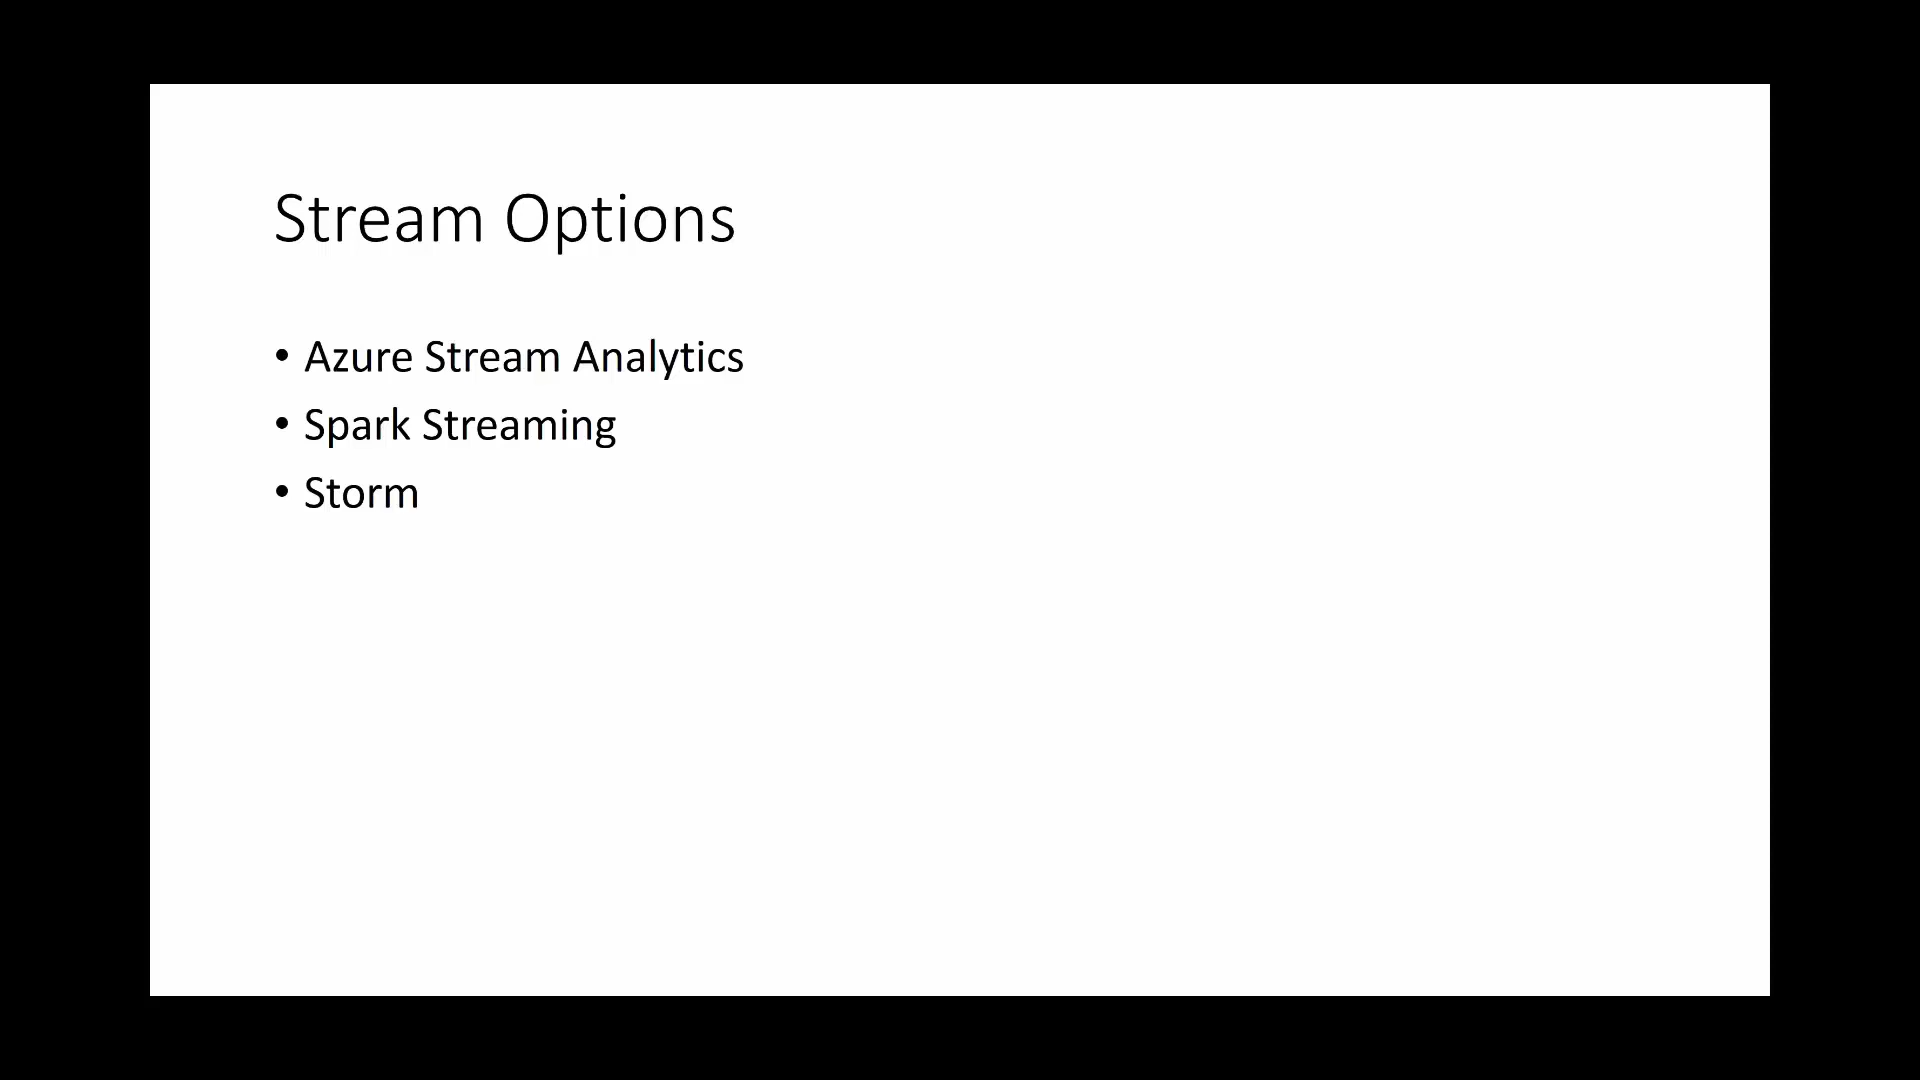 Stream Options
• Azure Stream Analytics
• Spark Streaming
• Storm